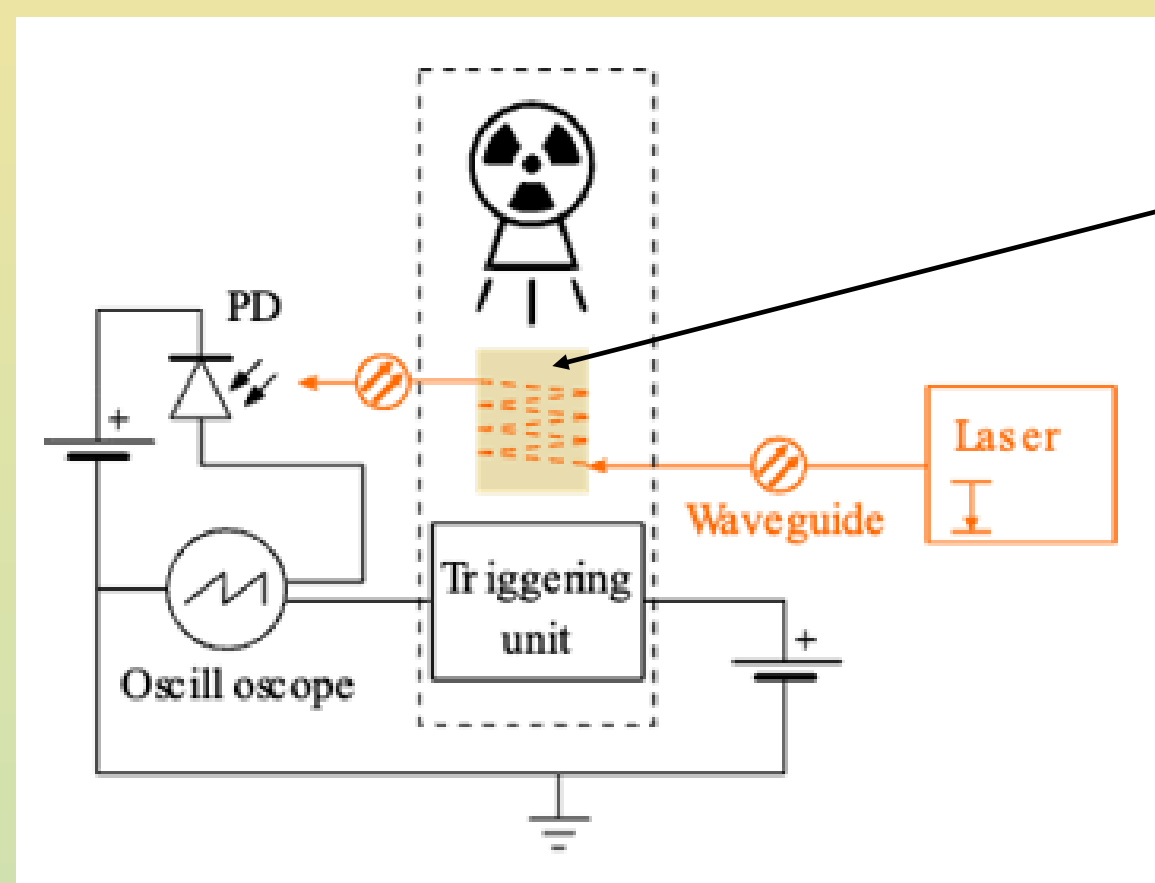 PD
+
Laser
Waveguide
Triggering
unit
+
Oscilloscope